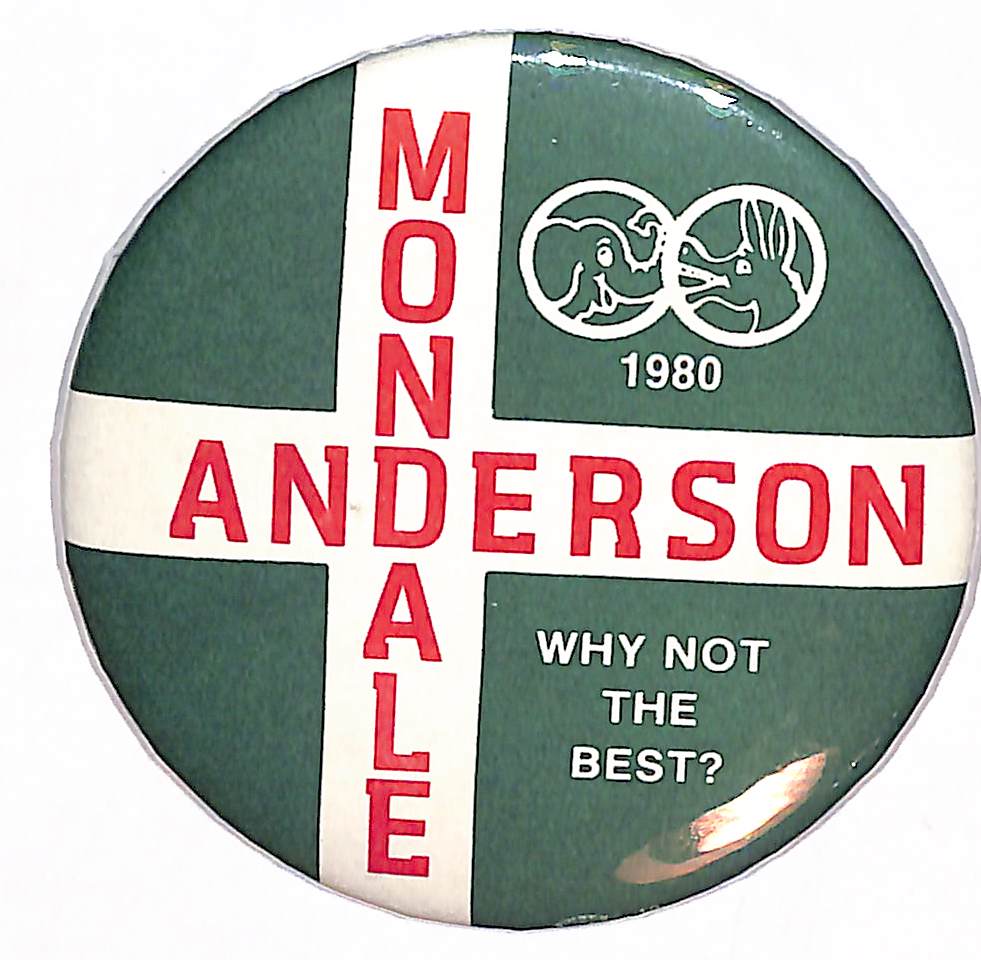 MONDALE
1980
ANDERSON
WHY NOT
THE
BEST?